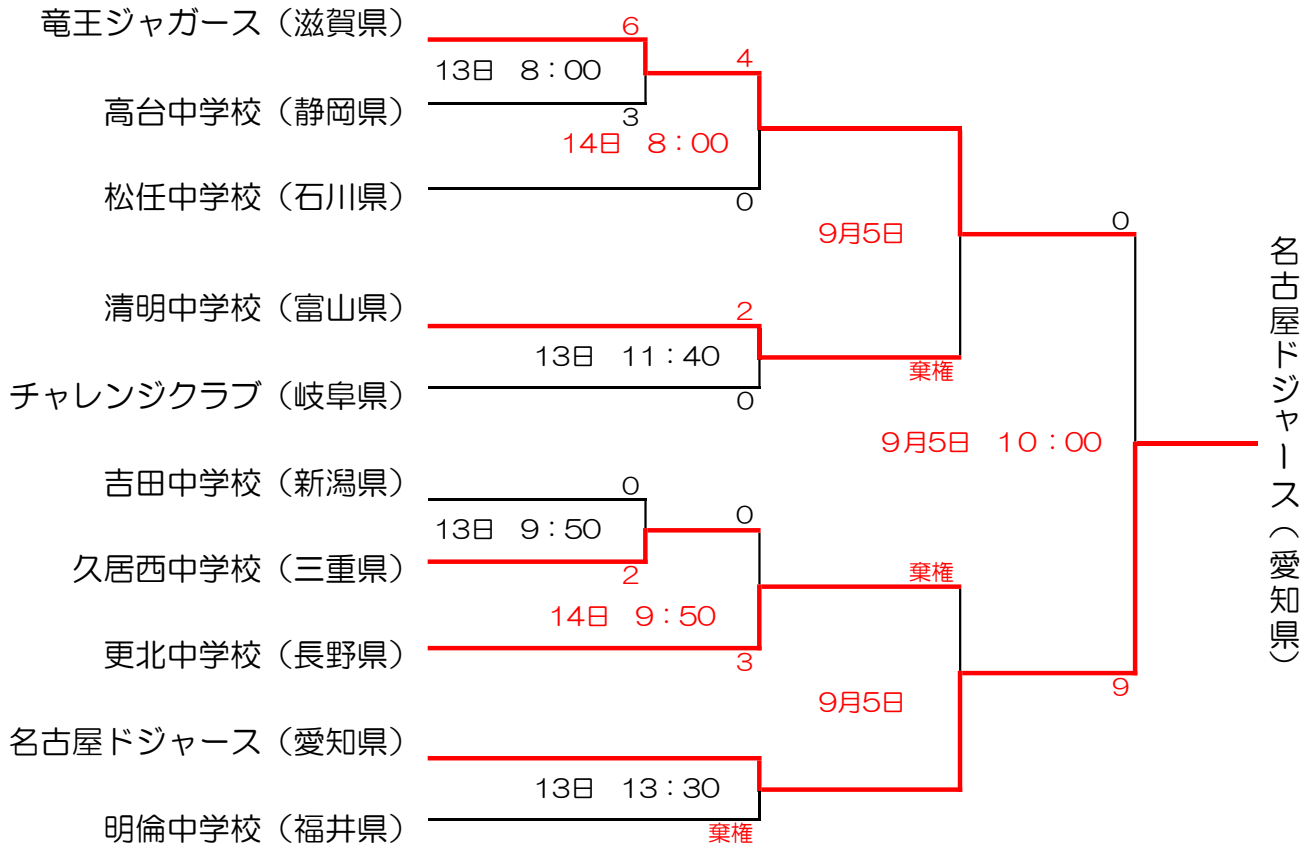 竜王ジャガース（滋賀県）
6
4
13日　8：00
高台中学校（静岡県）
3
14日　8：00
松任中学校（石川県）
0
9月5日
0
清明中学校（富山県）
2
13日　11：40
棄権
チャレンジクラブ（岐阜県）
0
9月5日　10：00
名古屋ドジャース（愛知県）
吉田中学校（新潟県）
0
0
13日　9：50
久居西中学校（三重県）
2
棄権
14日　9：50
更北中学校（長野県）
3
9月5日
9
名古屋ドジャース（愛知県）
13日　13：30
明倫中学校（福井県）
棄権